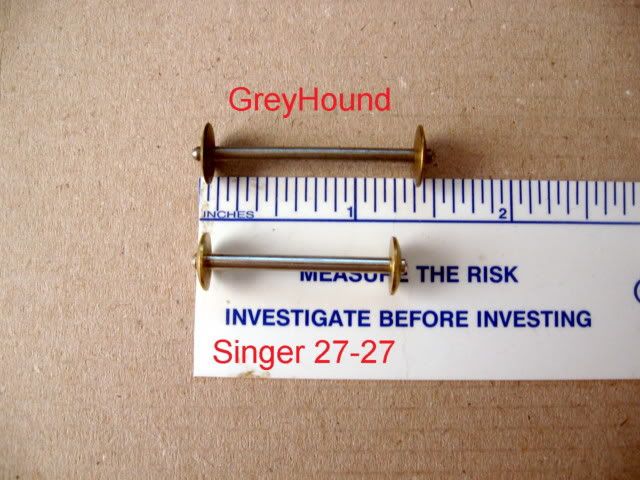 GreyHound
INCHES 1 2
MEASURE THE RISK
INVESTIGATE BEFORE INVESTING
Singer 27-27